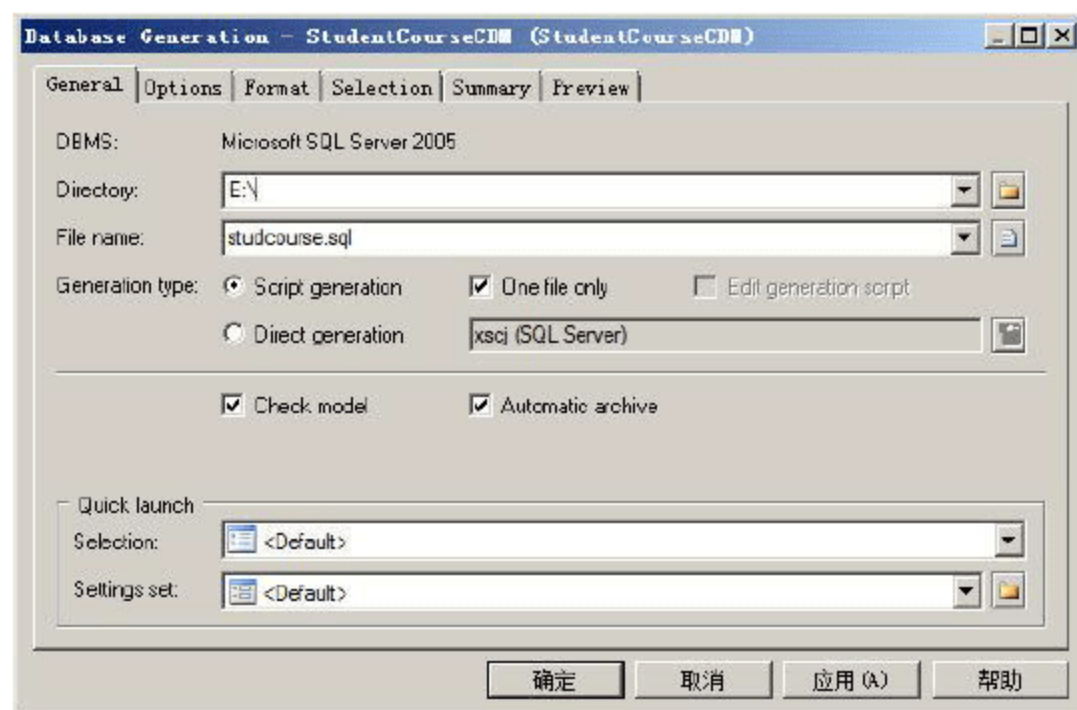 Database Generation - StudentCourseCDM (StudentCourseCDM)
General Options Format Selection Summary Preview
DBMS: Microsoft SQL Server 2005
Directory: E:\
File name: studcourse.sql
Generation type: Script generation One file only Edit generation script
Direct generation xscj (SQL Server)
Check model Automatic archive
Quick launch
Selection: <Default>
Settings set: <Default>
确定 取消 应用(A) 帮助